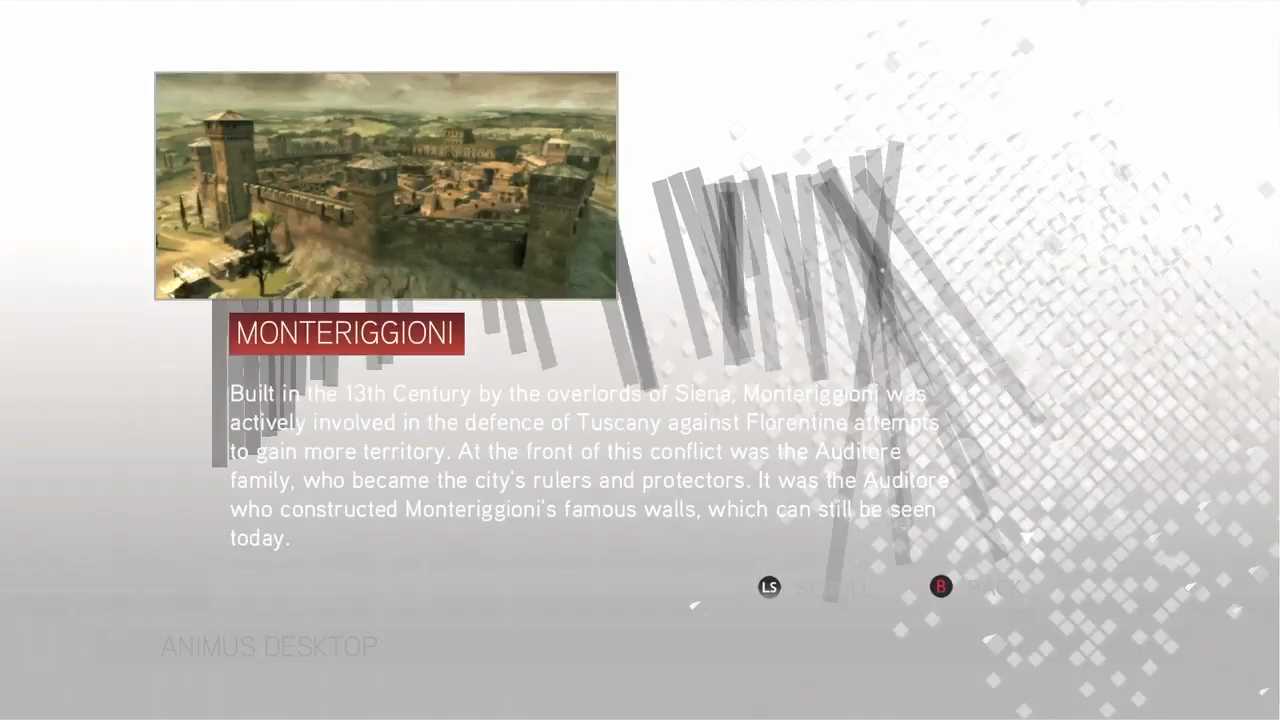 MONTERIGGIONI
Built in the 13th Century by the overlords of Siena, Monteriggioni was
actively involved in the defence of Tuscany against Florentine attempts
to gain more territory. At the front of this conflict was the Auditore
family, who became the city's rulers and protectors. It was the Auditore
who constructed Monteriggioni's famous walls, which can still be seen
today.
LS SCROLL B BACK
ANIMUS DESKTOP